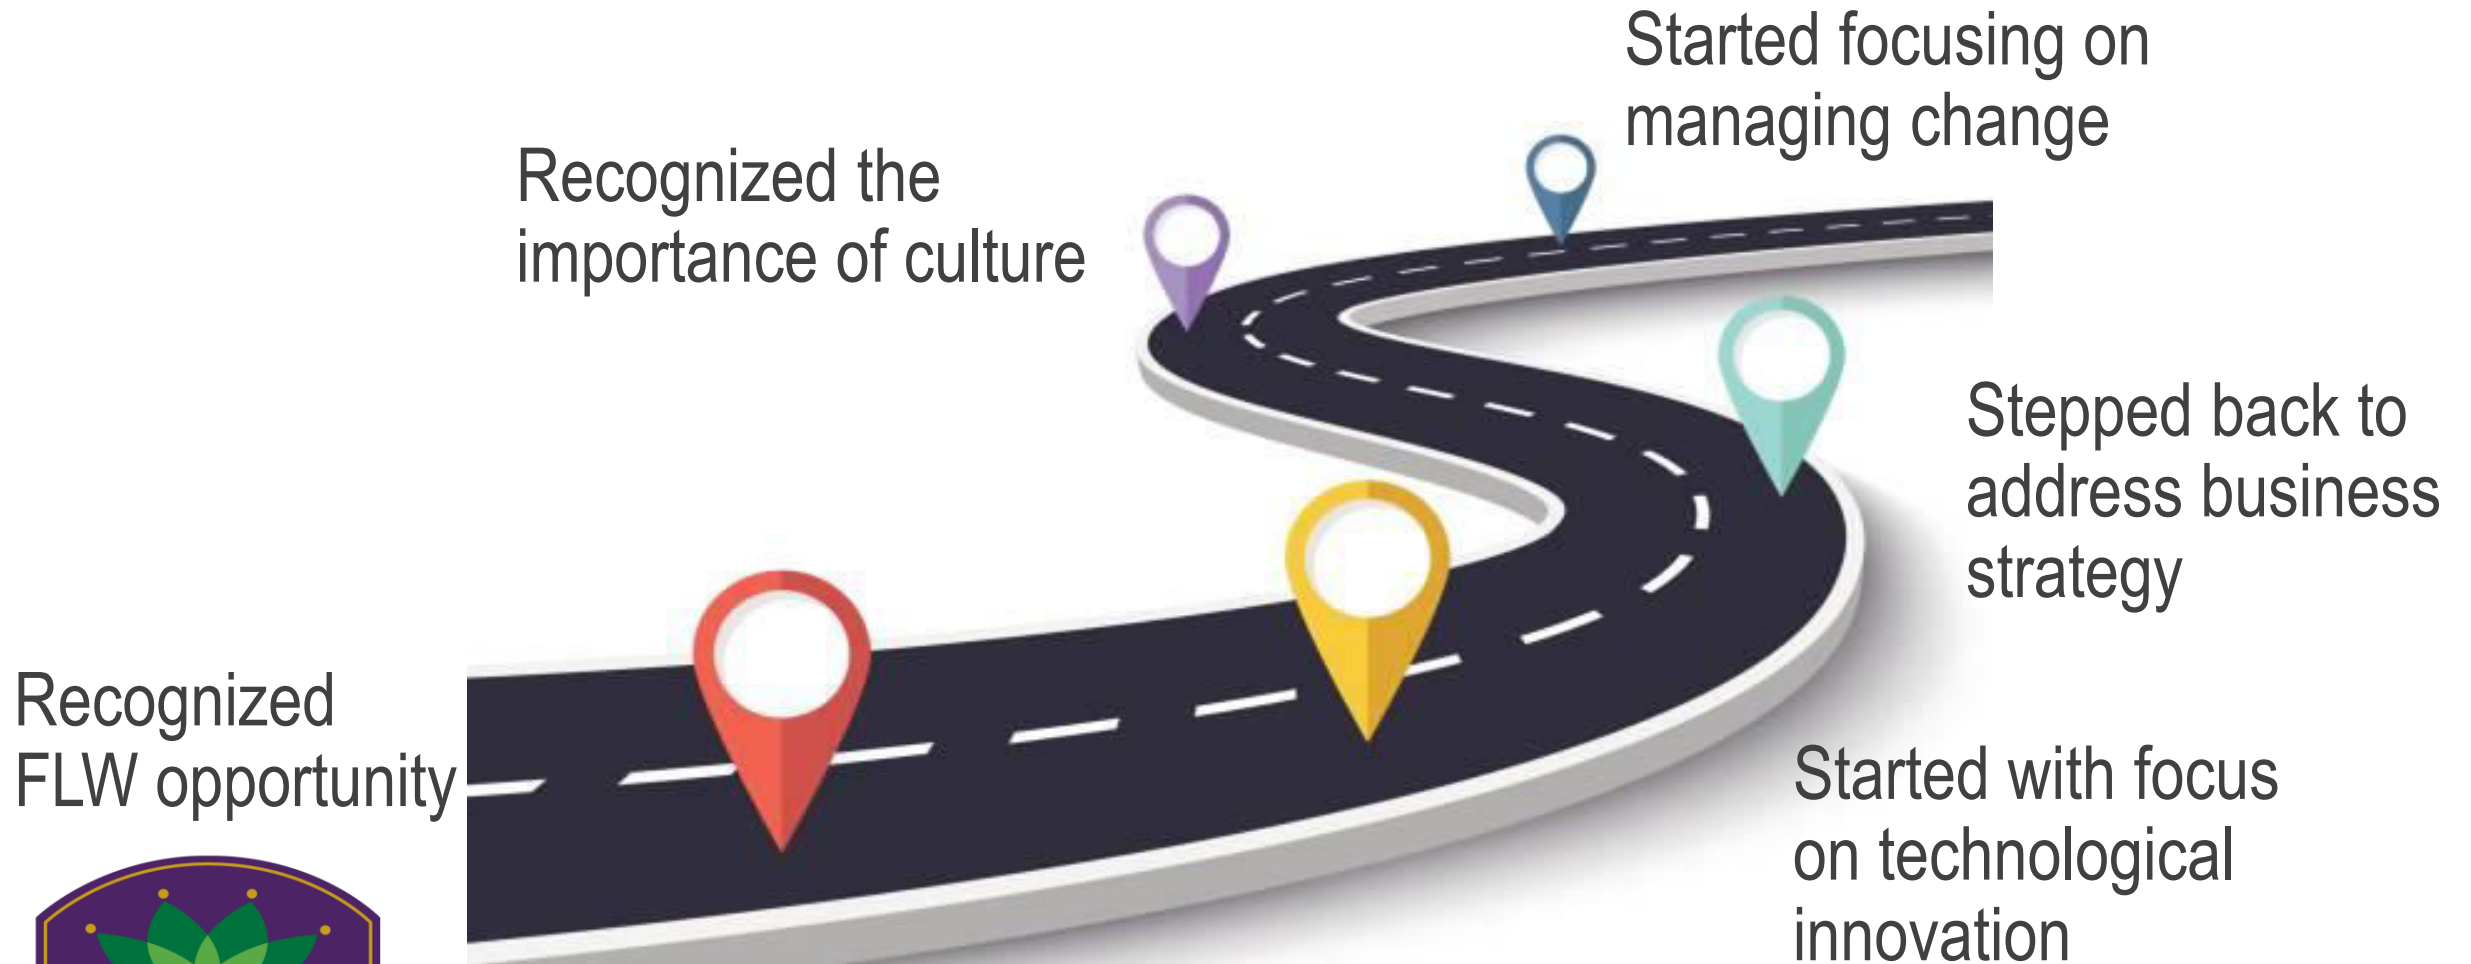 Started focusing on
managing change
Recognized the
importance of culture
Stepped back to
address business
strategy
Recognized
FLW opportunity
Started with focus
on technological
innovation